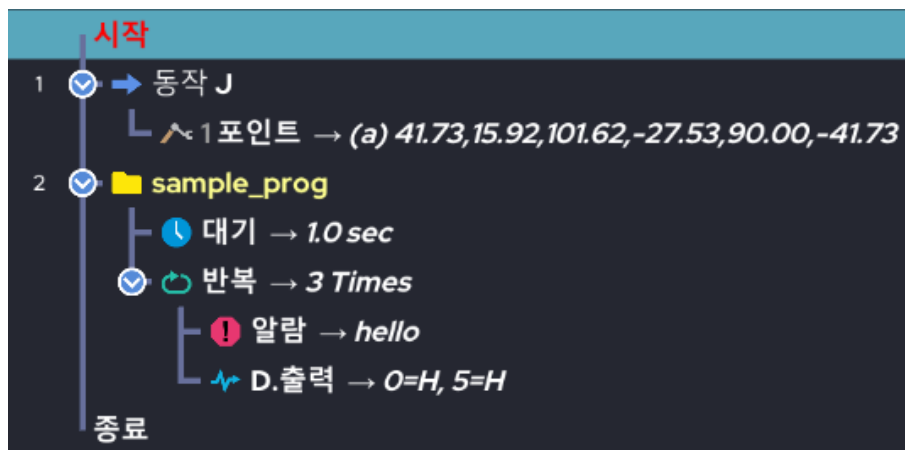 시작
1 동작 J
1 포인트 → (a) 41.73,15.92,101.62,-27.53,90.00,-41.73
2 sample_prog
대기 → 1.0 sec
반복 → 3 Times
알람 → hello
D.출력 → 0=H, 5=H
종료